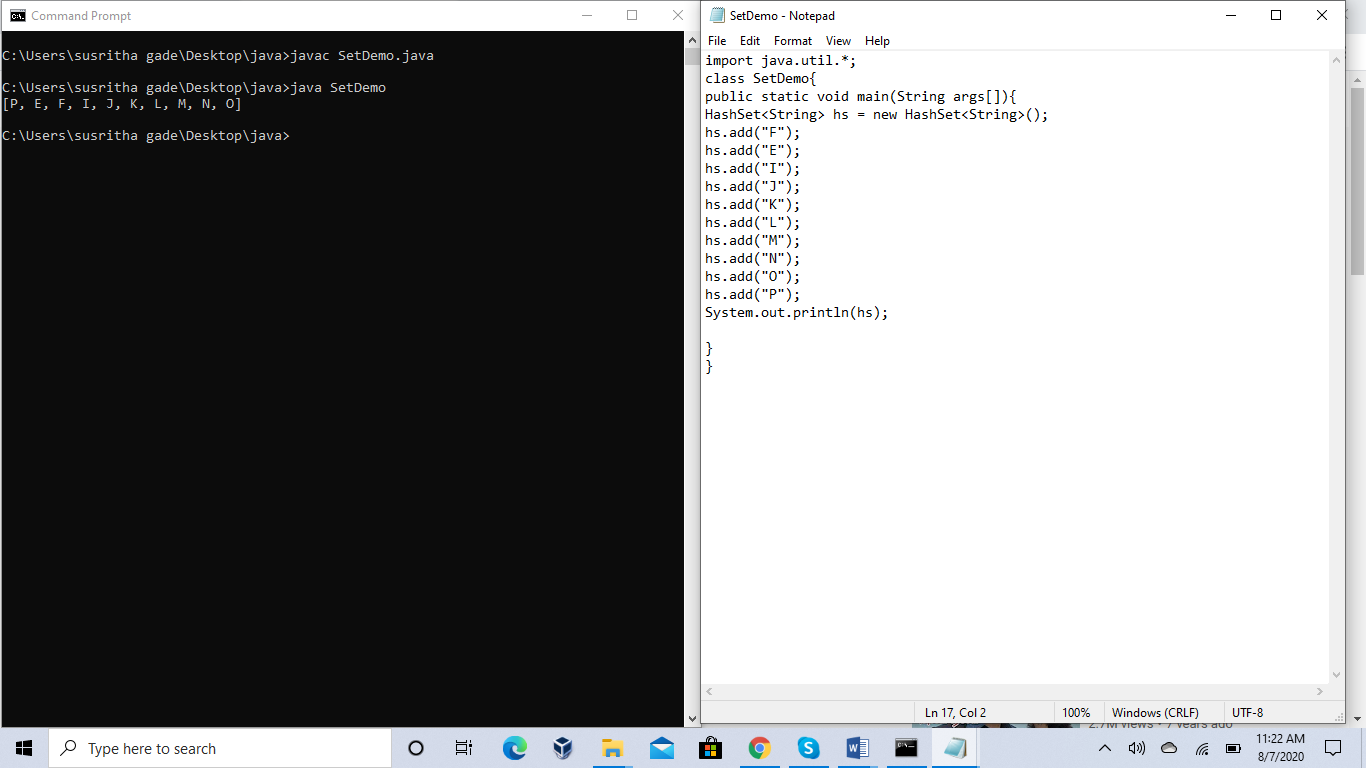 Command Prompt
C:\Users\susritha gade\Desktop\java>javac SetDemo.java
C:\Users\susritha gade\Desktop\java>java SetDemo
[P, E, F, I, J, K, L, M, N, O]
C:\Users\susritha gade\Desktop\java>
SetDemo - Notepad
File Edit Format View Help
import java.util.*;
class SetDemo{
public static void main(String args[]){
HashSet<String> hs = new HashSet<String>();
hs.add("F");
hs.add("E");
hs.add("I");
hs.add("J");
hs.add("K");
hs.add("L");
hs.add("M");
hs.add("N");
hs.add("O");
hs.add("P");
System.out.println(hs);
}
}
Ln 17, Col 2 100% Windows (CRLF) UTF-8
2.7M views · 7 years ago
Type here to search
11:22 AM
8/7/2020